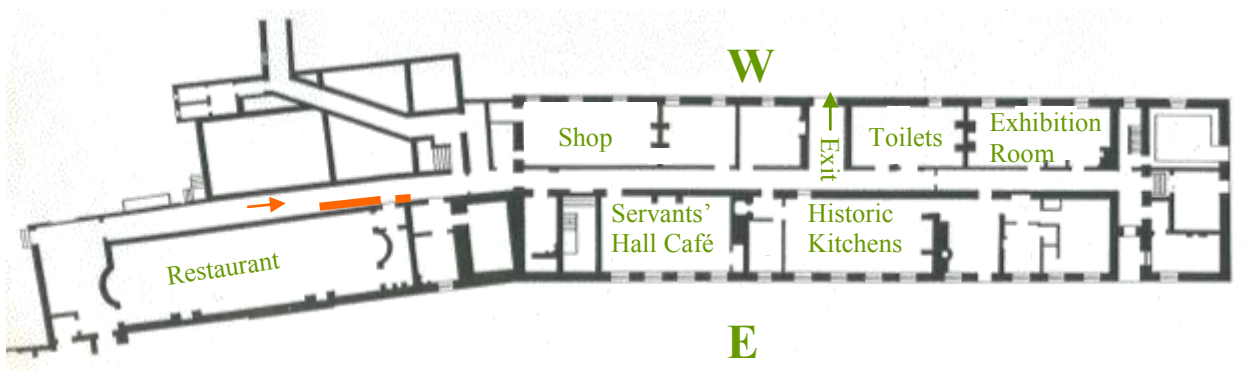 W
Shop
Exit
Toilets
Exhibition
Room
Restaurant
Servants’
Hall Café
Historic
Kitchens
E